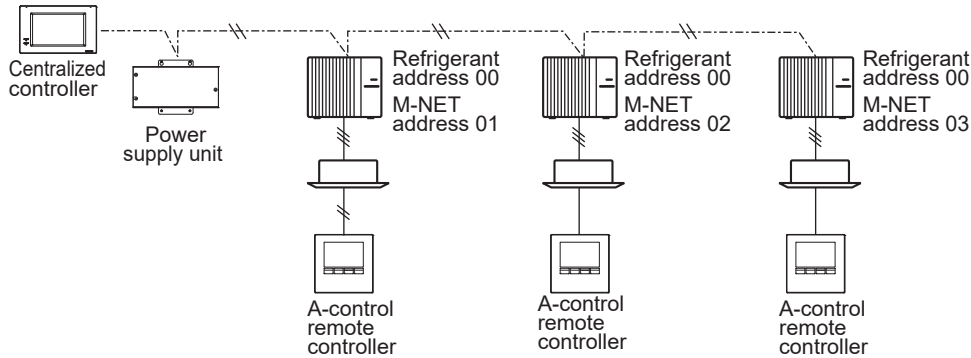 Centralized
controller
Power
supply unit
Refrigerant
address 00
M-NET
address 01
Refrigerant
address 00
M-NET
address 02
Refrigerant
address 00
M-NET
address 03
A-control
remote
controller
A-control
remote
controller
A-control
remote
controller